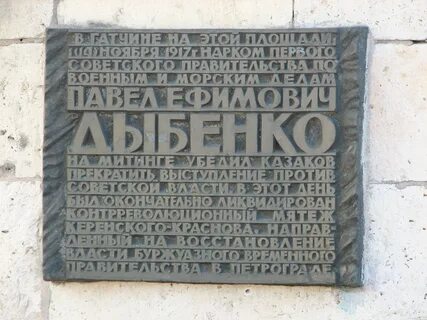 В ГАТЧИНЕ НА ЭТОЙ ПЛОЩАДИ
1(14)НОЯБРЯ 1917-НАРКОМ ПЕРВОГО
СОВЕТСКОГО ПРАВИТЕЛЬСТВА ПО
ВОЕННЫМ И МОРСКИМ ДЕЛАМ
ПАВЕЛ ЕФИМОВИЧ
ДЫБЕНКО
НА МИТИНГЕ УБЕДИЛ КАЗАКОВ
ПРЕКРАТИТЬ ВЫСТУПЛЕНИЕ ПРОТИВ
СОВЕТСКОЙ ВЛАСТИ. В ЭТОТ ДЕНЬ
БЫЛ ОКОНЧАТЕЛЬНО ЛИКВИДИРОВАН
КОНТРРЕВОЛЮЦИОННЫЙ МЯТЕЖ
КЕРЕНСКОГО-КРАСНОВА, НАПРАВ-
ЛЕННЫЙ НА ВОССТАНОВЛЕНИЕ
ВЛАСТИ БУРЖУАЗНОГО ВРЕМЕННОГО
ПРАВИТЕЛЬСТВА В ПЕТРОГРАДЕ